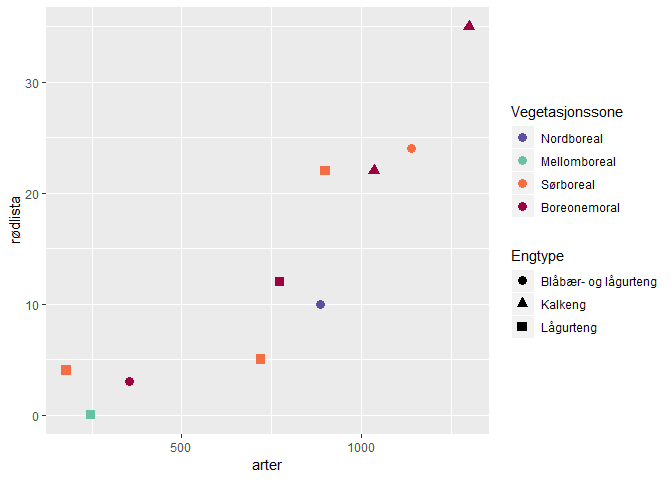 30
20
10
0
rødlista
500
1000
arter
Vegetasjonssone
Nordboreal
Mellomboreal
Sørboreal
Boreonemoral
Engtype
Blåbær- og lågurteng
Kalkeng
Lågurteng